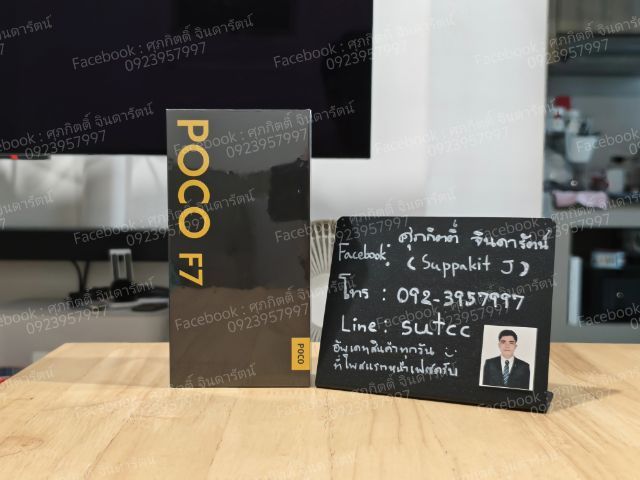 POCO F7
POCO
Facebook : ศุภกิตติ์ จินดารัตน์
(Suppakit J)
โทร : 092-3957997
Line : sutcc
อัพเดทสินค้าทุกวัน
ที่โพสแรกหน้าเฟสครับ
Facebook : ศุภกิตติ์ จินดารัตน์
0923957997